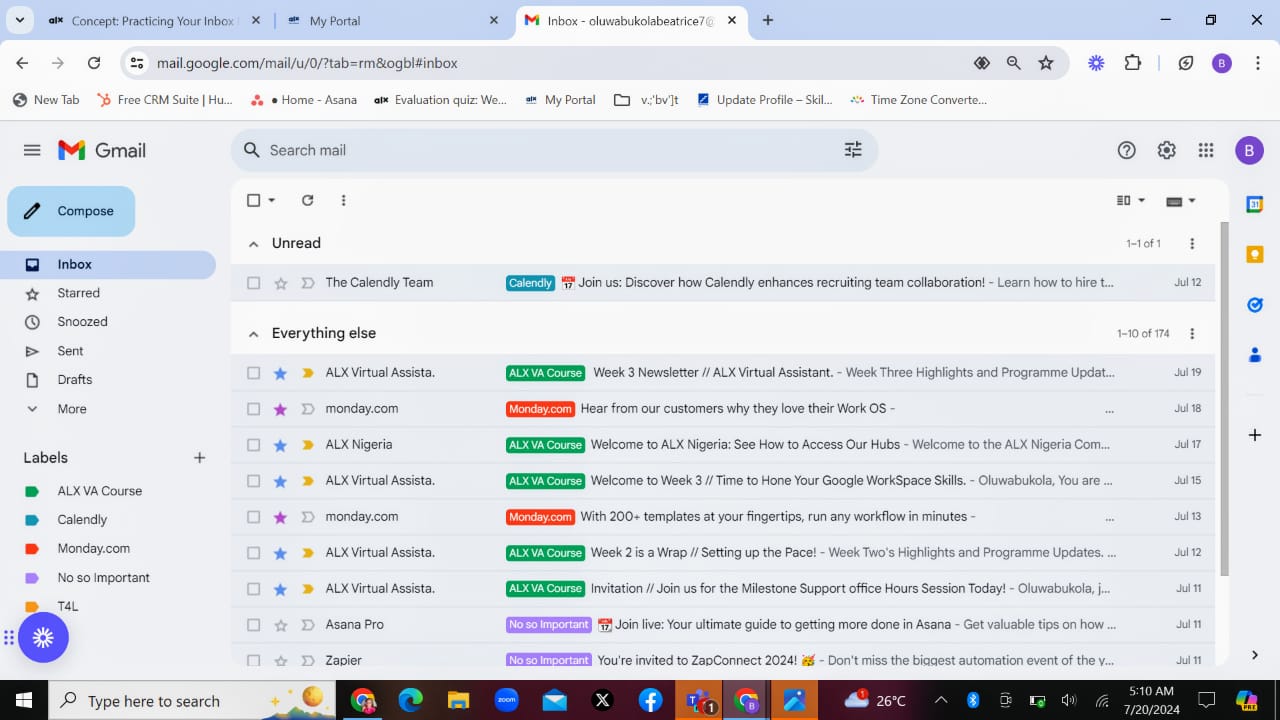 alx Concept: Practicing Your Inbox
alx My Portal
Inbox - oluwabukolabeatrice7@
mail.google.com/mail/u/0/?tab=rm&ogbl#inbox
B
New Tab
Free CRM Suite | Hu...
● Home - Asana
alx Evaluation quiz: We...
alx My Portal
v.;'bv']t
Update Profile – Skil...
Time Zone Converte...
Gmail
Search mail
B
Compose
Inbox
Starred
Snoozed
Sent
Drafts
More
Labels
ALX VA Course
Calendly
Monday.com
No so Important
T4L
Unread 1–1 of 1
The Calendly Team Calendly 📅 Join us: Discover how Calendly enhances recruiting team collaboration! - Learn how to hire t... Jul 12
Everything else 1–10 of 174
ALX Virtual Assista. ALX VA Course Week 3 Newsletter // ALX Virtual Assistant. - Week Three Highlights and Programme Updat... Jul 19
monday.com Monday.com Hear from our customers why they love their Work OS - ... Jul 18
ALX Nigeria ALX VA Course Welcome to ALX Nigeria: See How to Access Our Hubs - Welcome to the ALX Nigeria Com... Jul 17
ALX Virtual Assista. ALX VA Course Welcome to Week 3 // Time to Hone Your Google WorkSpace Skills. - Oluwabukola, You are ... Jul 15
monday.com Monday.com With 200+ templates at your fingertips, run any workflow in minutes - ... Jul 13
ALX Virtual Assista. ALX VA Course Week 2 is a Wrap // Setting up the Pace! - Week Two's Highlights and Programme Updates. ... Jul 12
ALX Virtual Assista. ALX VA Course Invitation // Join us for the Milestone Support office Hours Session Today! - Oluwabukola, j... Jul 11
Asana Pro No so Important 📆 Join live: Your ultimate guide to getting more done in Asana - Get valuable tips on how ... Jul 11
Zapier No so Important You're invited to ZapConnect 2024! 🥳 - Don't miss the biggest automation event of the y... Jul 11
31
Type here to search
zoom
1
B
1
26°C
5:10 AM
7/20/2024
PRE